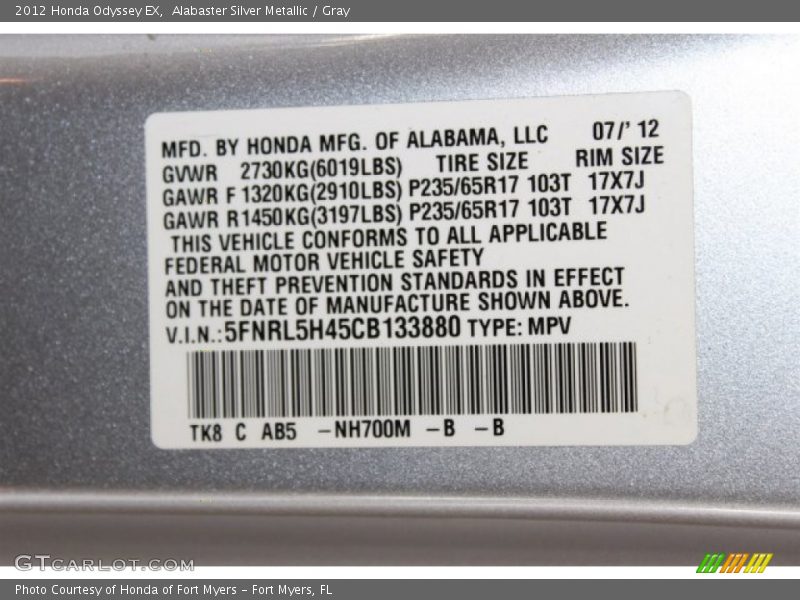 2012 Honda Odyssey EX,  Alabaster Silver Metallic / Gray
MFD. BY HONDA MFG. OF ALABAMA, LLC 07/' 12
GVWR 2730KG(6019LBS) TIRE SIZE RIM SIZE
GAWR F 1320KG(2910LBS) P235/65R17 103T 17X7J
GAWR R1450KG(3197LBS) P235/65R17 103T 17X7J
THIS VEHICLE CONFORMS TO ALL APPLICABLE
FEDERAL MOTOR VEHICLE SAFETY
AND THEFT PREVENTION STANDARDS IN EFFECT
ON THE DATE OF MANUFACTURE SHOWN ABOVE.
V.I.N.:5FNRL5H45CB133880 TYPE: MPV
TK8 C AB5 –NH700M –B –B
GTCARLOT.COM
Photo Courtesy of Honda of Fort Myers – Fort Myers, FL